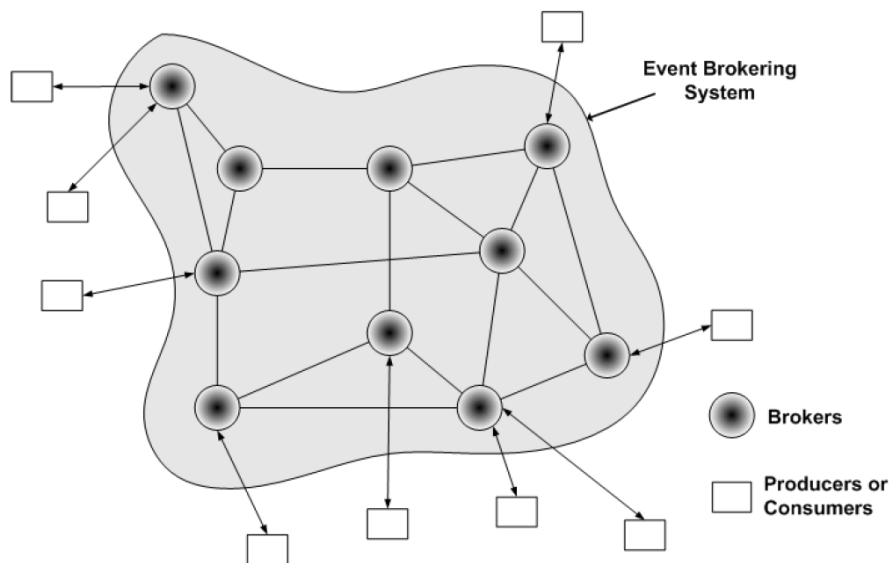 Event Brokering
System
Brokers
Producers or
Consumers